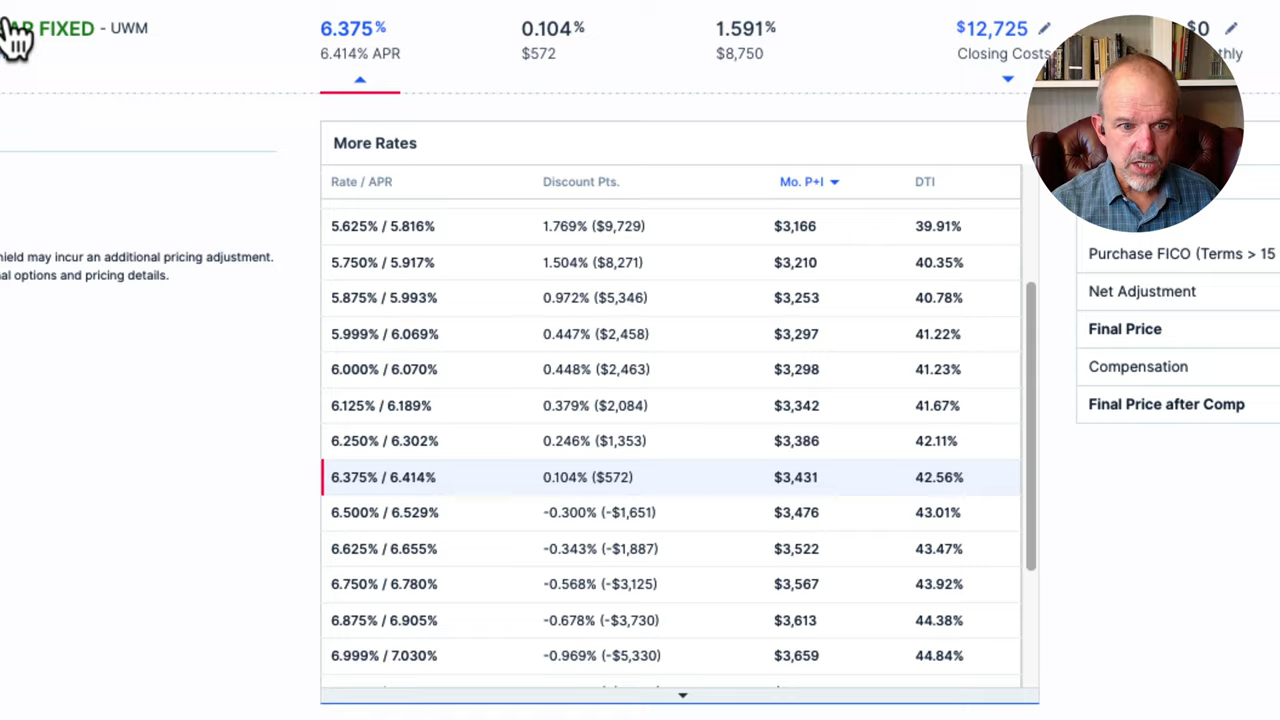 FIXED - UWM
6.375%
6.414% APR
0.104%
$572
1.591%
$8,750
$12,725
Closing Costs
$0
More Rates
Rate / APR Discount Pts. Mo. P+I DTI
5.625% / 5.816% 1.769% ($9,729) $3,166 39.91%
5.750% / 5.917% 1.504% ($8,271) $3,210 40.35%
5.875% / 5.993% 0.972% ($5,346) $3,253 40.78%
5.999% / 6.069% 0.447% ($2,458) $3,297 41.22%
6.000% / 6.070% 0.448% ($2,463) $3,298 41.23%
6.125% / 6.189% 0.379% ($2,084) $3,342 41.67%
6.250% / 6.302% 0.246% ($1,353) $3,386 42.11%
6.375% / 6.414% 0.104% ($572) $3,431 42.56%
6.500% / 6.529% -0.300% (-$1,651) $3,476 43.01%
6.625% / 6.655% -0.343% (-$1,887) $3,522 43.47%
6.750% / 6.780% -0.568% (-$3,125) $3,567 43.92%
6.875% / 6.905% -0.678% (-$3,730) $3,613 44.38%
6.999% / 7.030% -0.969% (-$5,330) $3,659 44.84%
may incur an additional pricing adjustment.
options and pricing details.
Purchase FICO (Terms > 15
Net Adjustment
Final Price
Compensation
Final Price after Comp